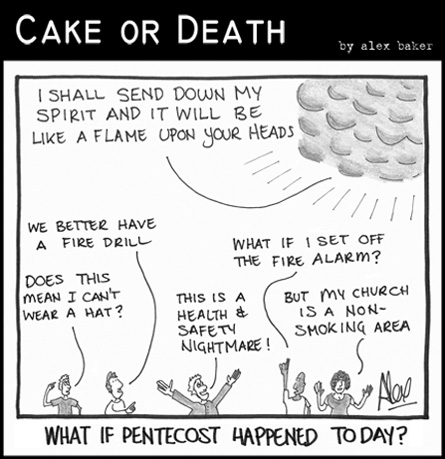 CAKE OR DEATH
by alex baker
I SHALL SEND DOWN MY
SPIRIT AND IT WILL BE
LIKE A FLAME UPON YOUR HEADS
WE BETTER HAVE
A FIRE DRILL
WHAT IF I SET OFF
THE FIRE ALARM?
DOES THIS
MEAN I CAN'T
WEAR A HAT?
THIS IS A
HEALTH &
SAFETY
NIGHTMARE!
BUT MY CHURCH
IS A NON-
SMOKING AREA
Alex
WHAT IF PENTECOST HAPPENED TODAY?